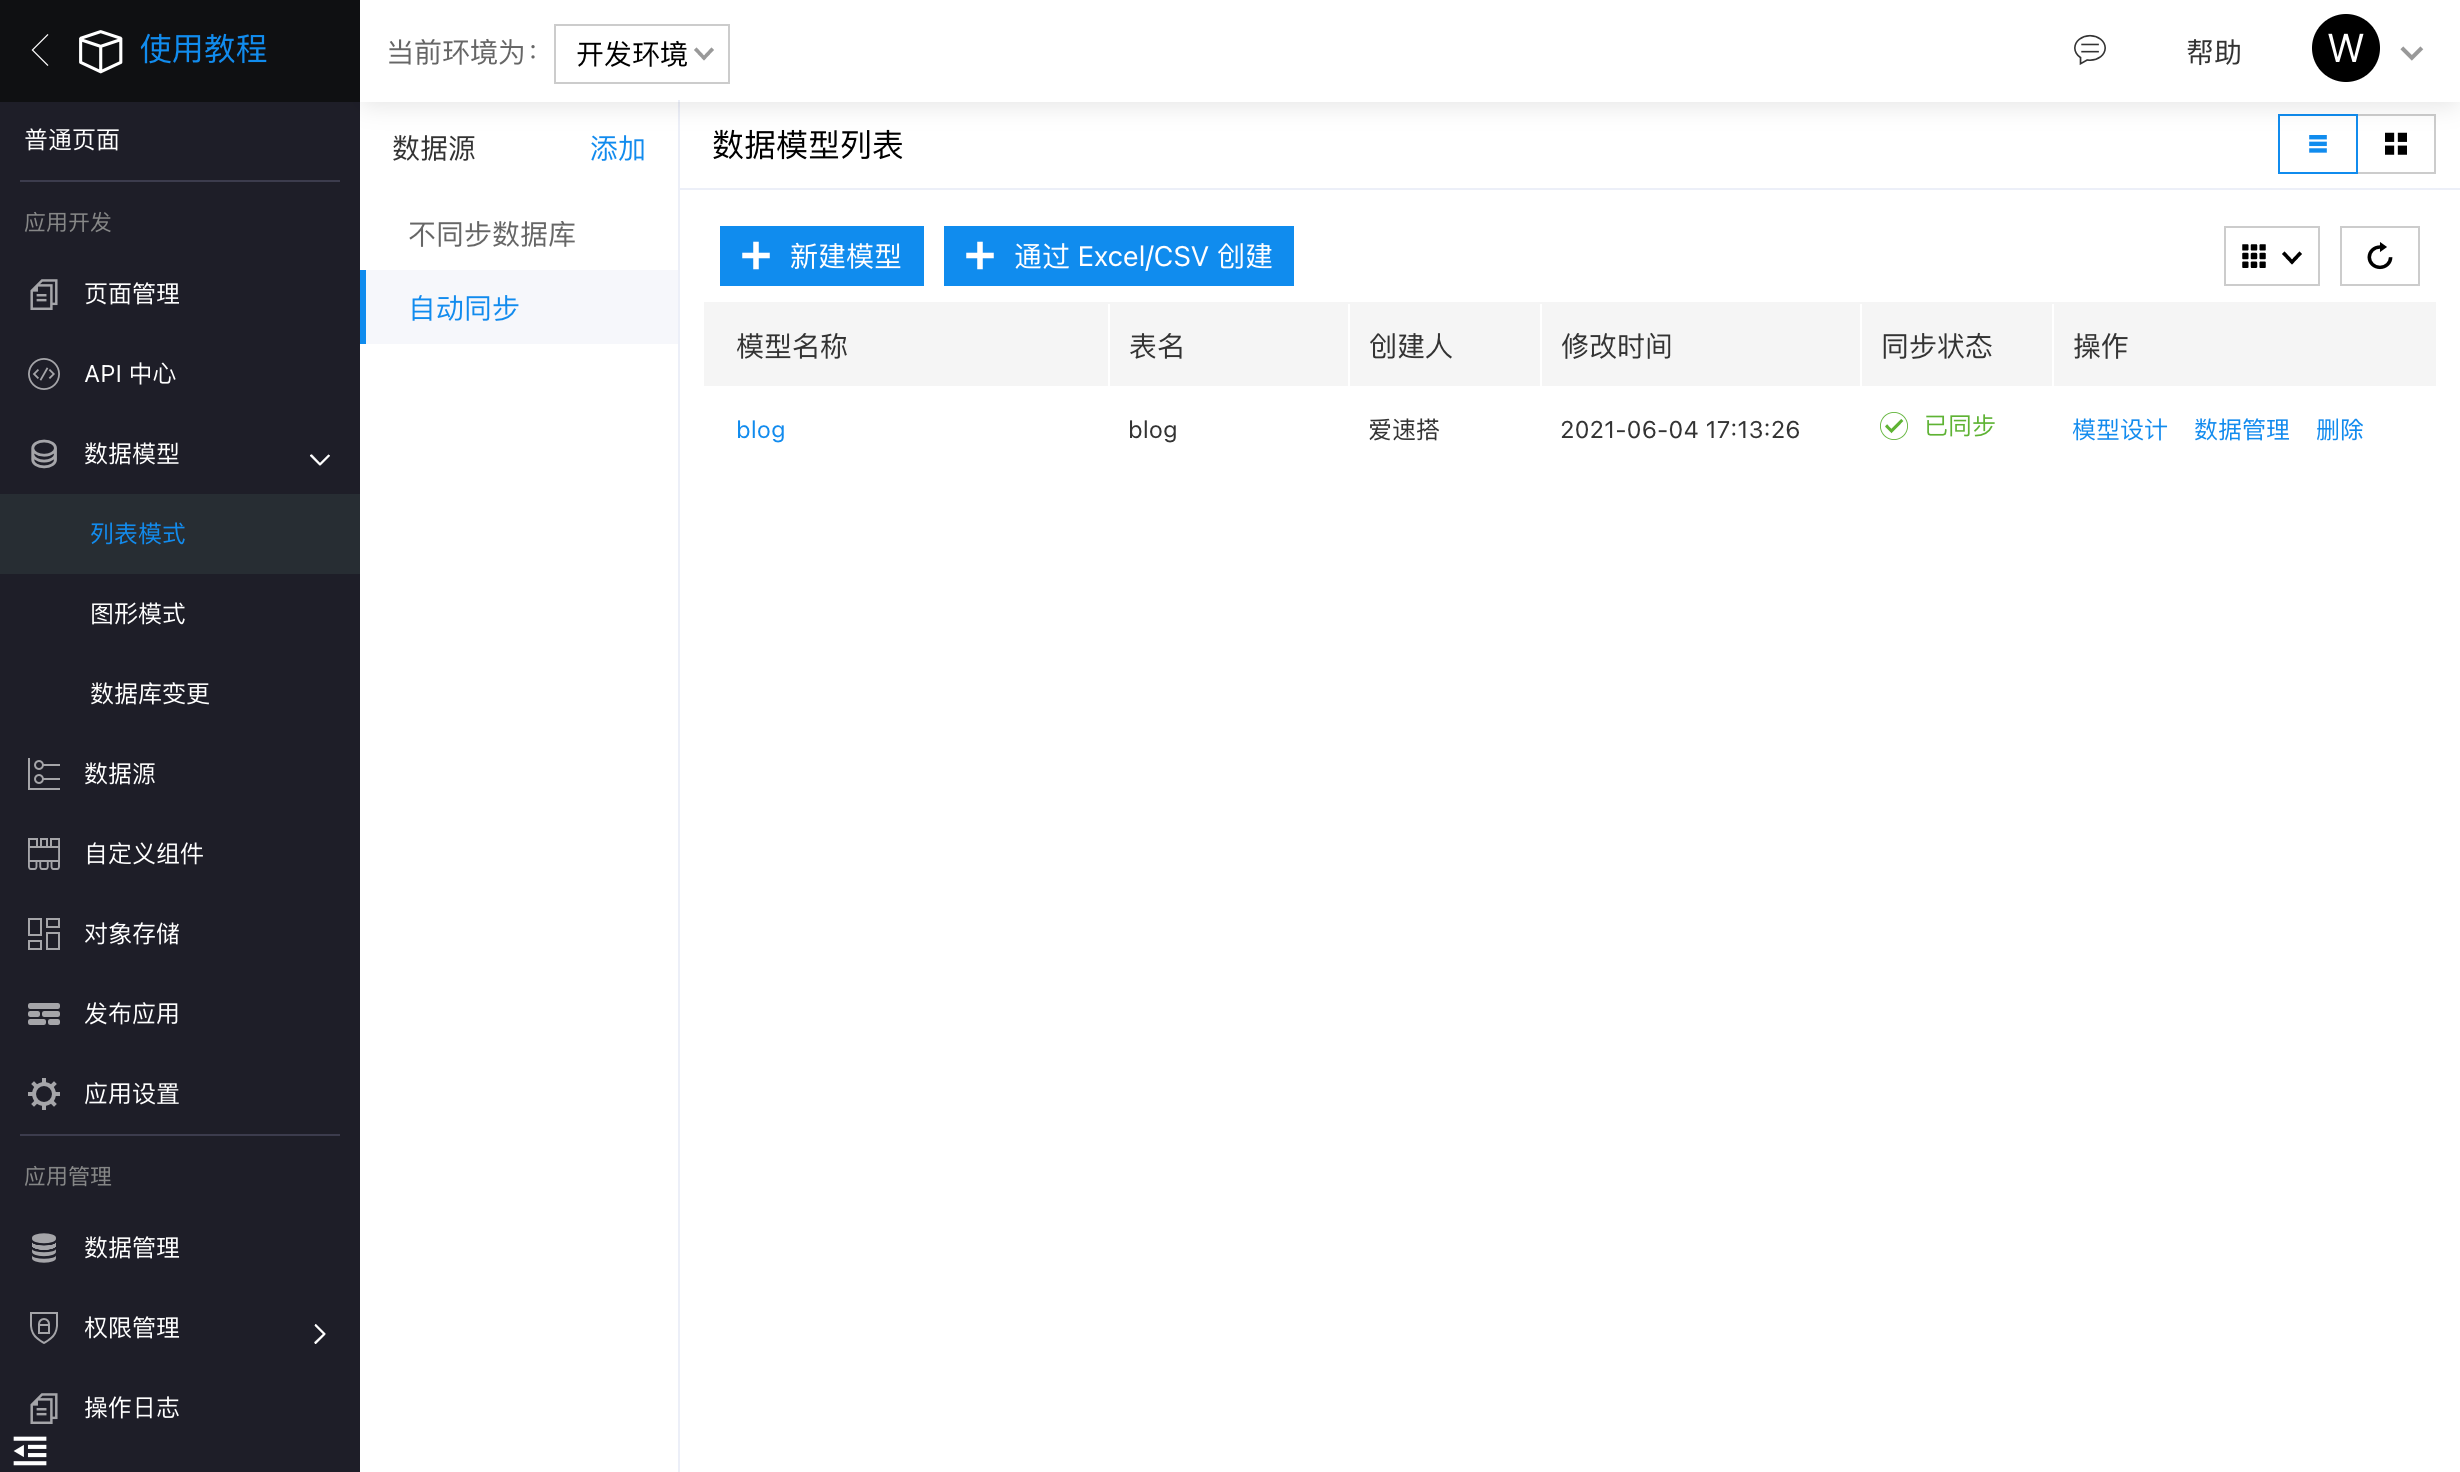 使用教程
当前环境为：
开发环境
帮助
W
普通页面
应用开发
页面管理
API 中心
数据模型
列表模式
图形模式
数据库变更
数据源
自定义组件
对象存储
发布应用
应用设置
应用管理
数据管理
权限管理
操作日志
数据源 添加
不同步数据库
自动同步
数据模型列表
新建模型 通过 Excel/CSV 创建
模型名称 表名 创建人 修改时间 同步状态 操作
blog blog 爱速搭 2021-06-04 17:13:26 已同步 模型设计 数据管理 删除